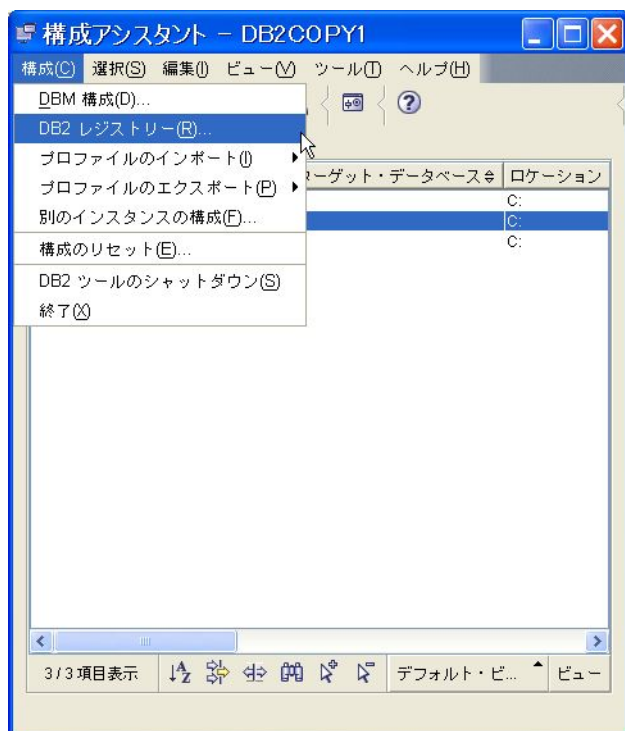 構成アシスタント - DB2COPY1
構成(C) 選択(S) 編集(I) ビュー(V) ツール(T) ヘルプ(H)
DBM 構成(D)...
DB2 レジストリー(R)...
プロファイルのインポート(I)
プロファイルのエクスポート(P)
別のインスタンスの構成(F)...
構成のリセット(E)...
DB2 ツールのシャットダウン(S)
終了(X)
ーゲット・データベース ロケーション
C:
C:
C:
3/3項目表示 デフォルト・ビ... ビュー